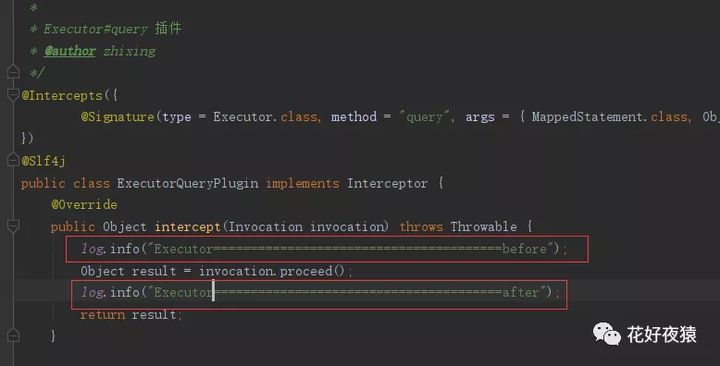 *
* Executor#query 插件
* @author zhixing
*/
@Intercepts({
@Signature(type = Executor.class, method = "query", args = { MappedStatement.class, Ob
})
@Slf4j
public class ExecutorQueryPlugin implements Interceptor {
@Override
public Object intercept(Invocation invocation) throws Throwable {
log.info("Executor=======================================before");
Object result = invocation.proceed();
log.info("Executor=======================================after");
return result;
}
花好夜猿